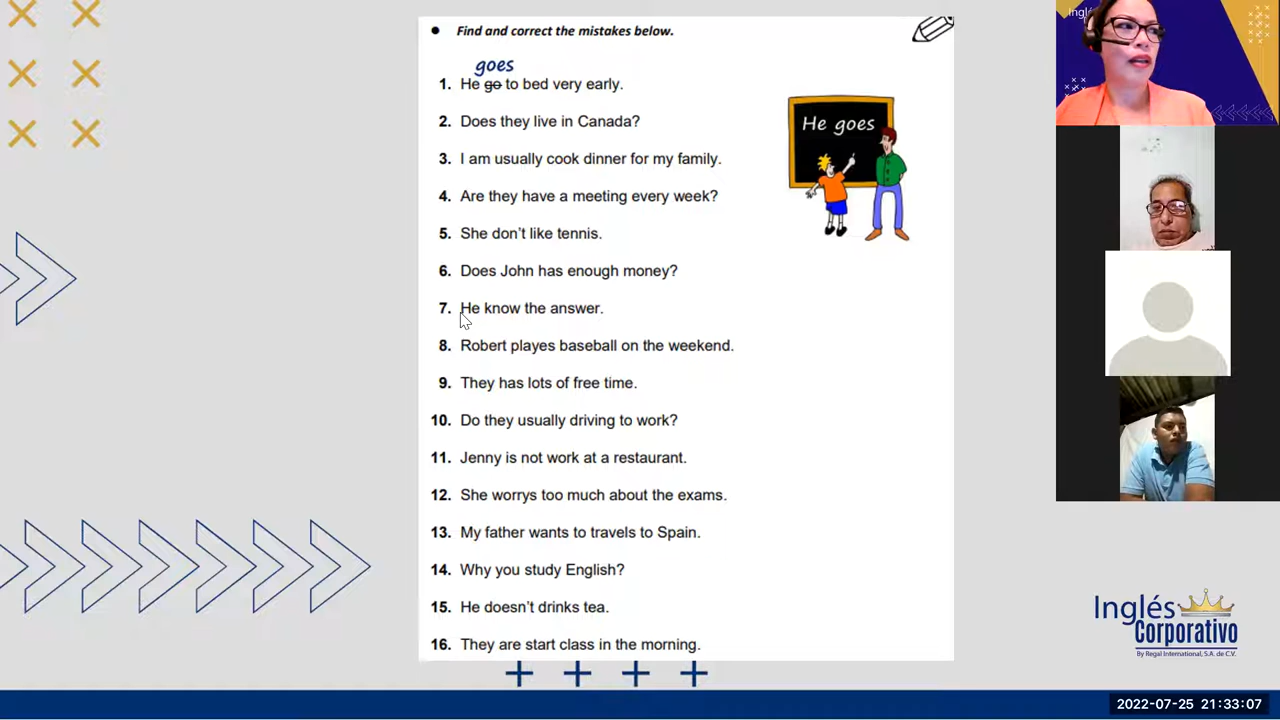 Find and correct the mistakes below.
goes
1. He go to bed very early.
2. Does they live in Canada?
3. I am usually cook dinner for my family.
4. Are they have a meeting every week?
5. She don't like tennis.
6. Does John has enough money?
7. He know the answer.
8. Robert playes baseball on the weekend.
9. They has lots of free time.
10. Do they usually driving to work?
11. Jenny is not work at a restaurant.
12. She worrys too much about the exams.
13. My father wants to travels to Spain.
14. Why you study English?
15. He doesn't drinks tea.
16. They are start class in the morning.
He goes
Inglés
Inglés
Corporativo
By Regal International, S.A. de C.V.
2022-07-25 21:33:07